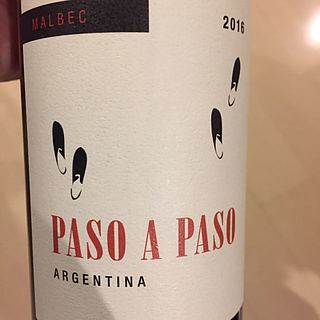 MALBEC
2016
PASO A PASO
ARGENTINA